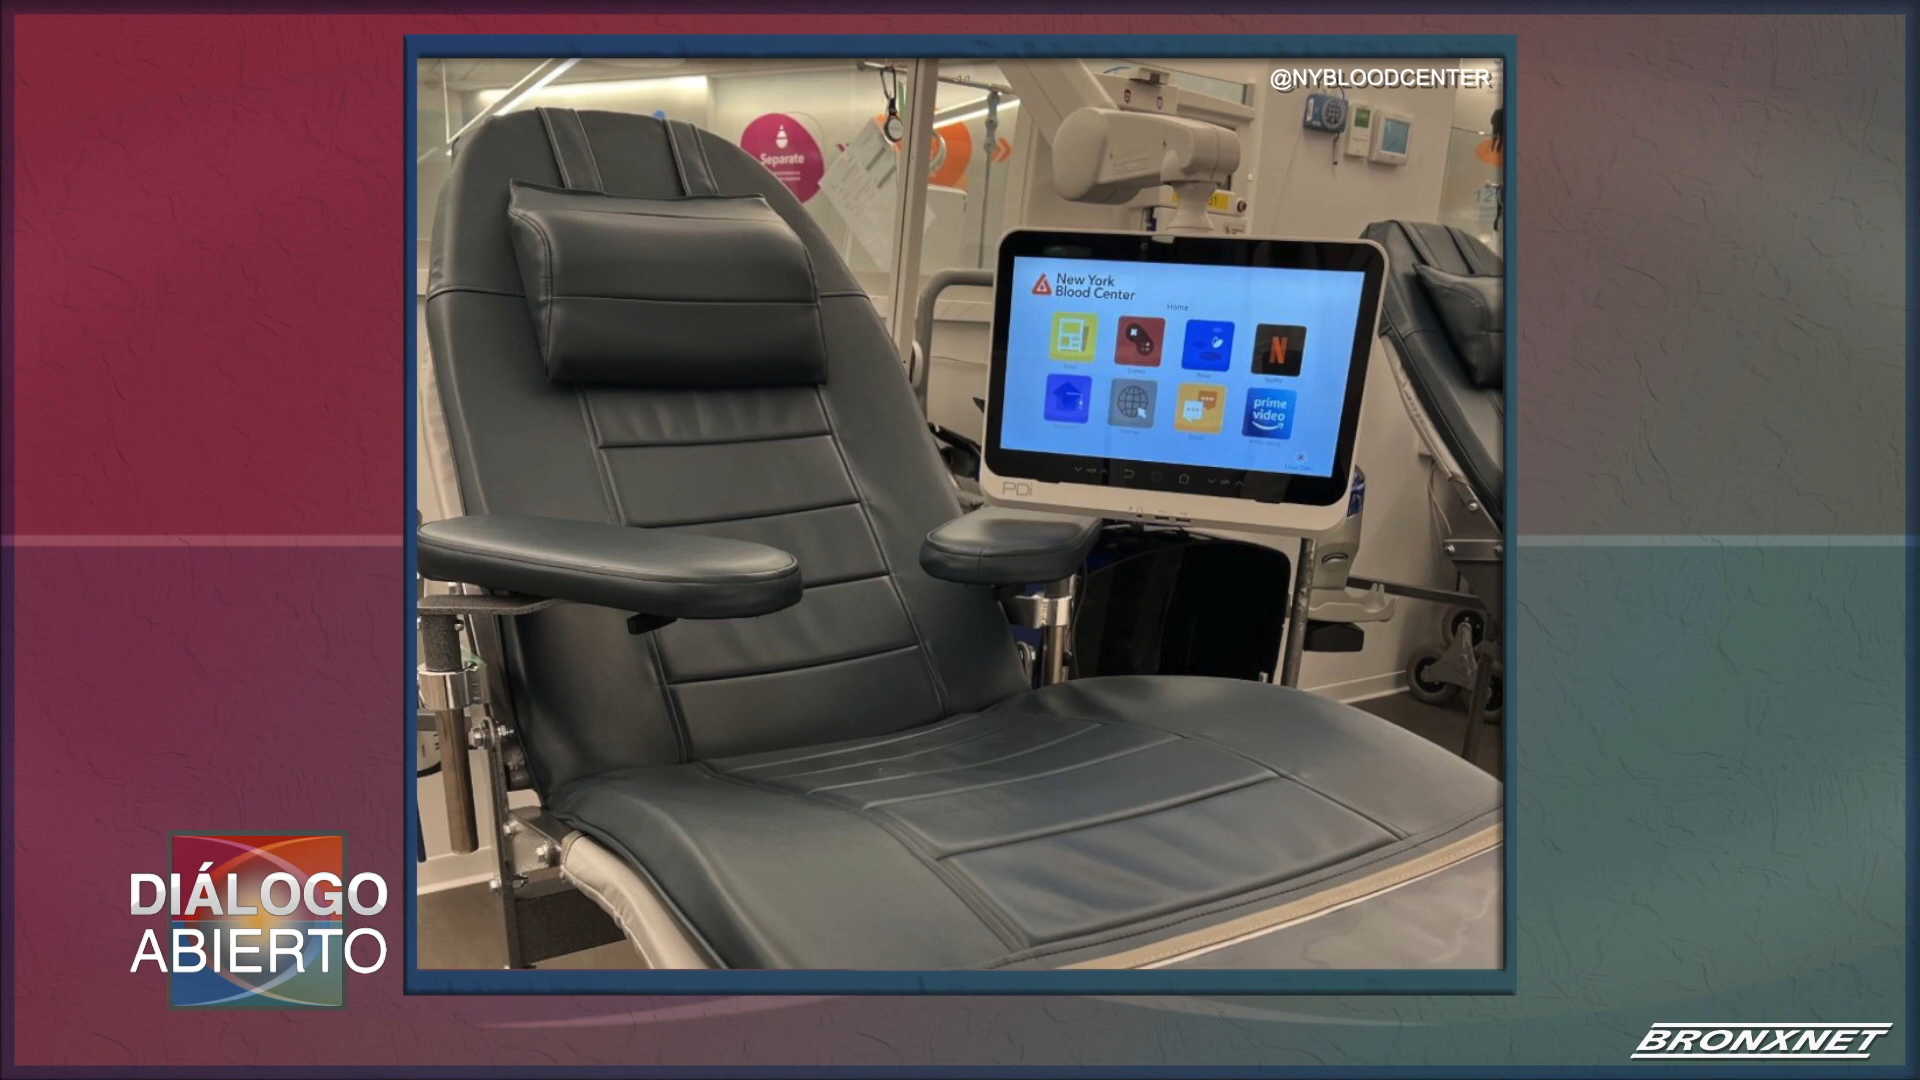 @NYBLOODCENTER
Separate
New York
Blood Center
Home
N
prime
video
PDi
DIÁLOGO
ABIERTO
BRONXNET